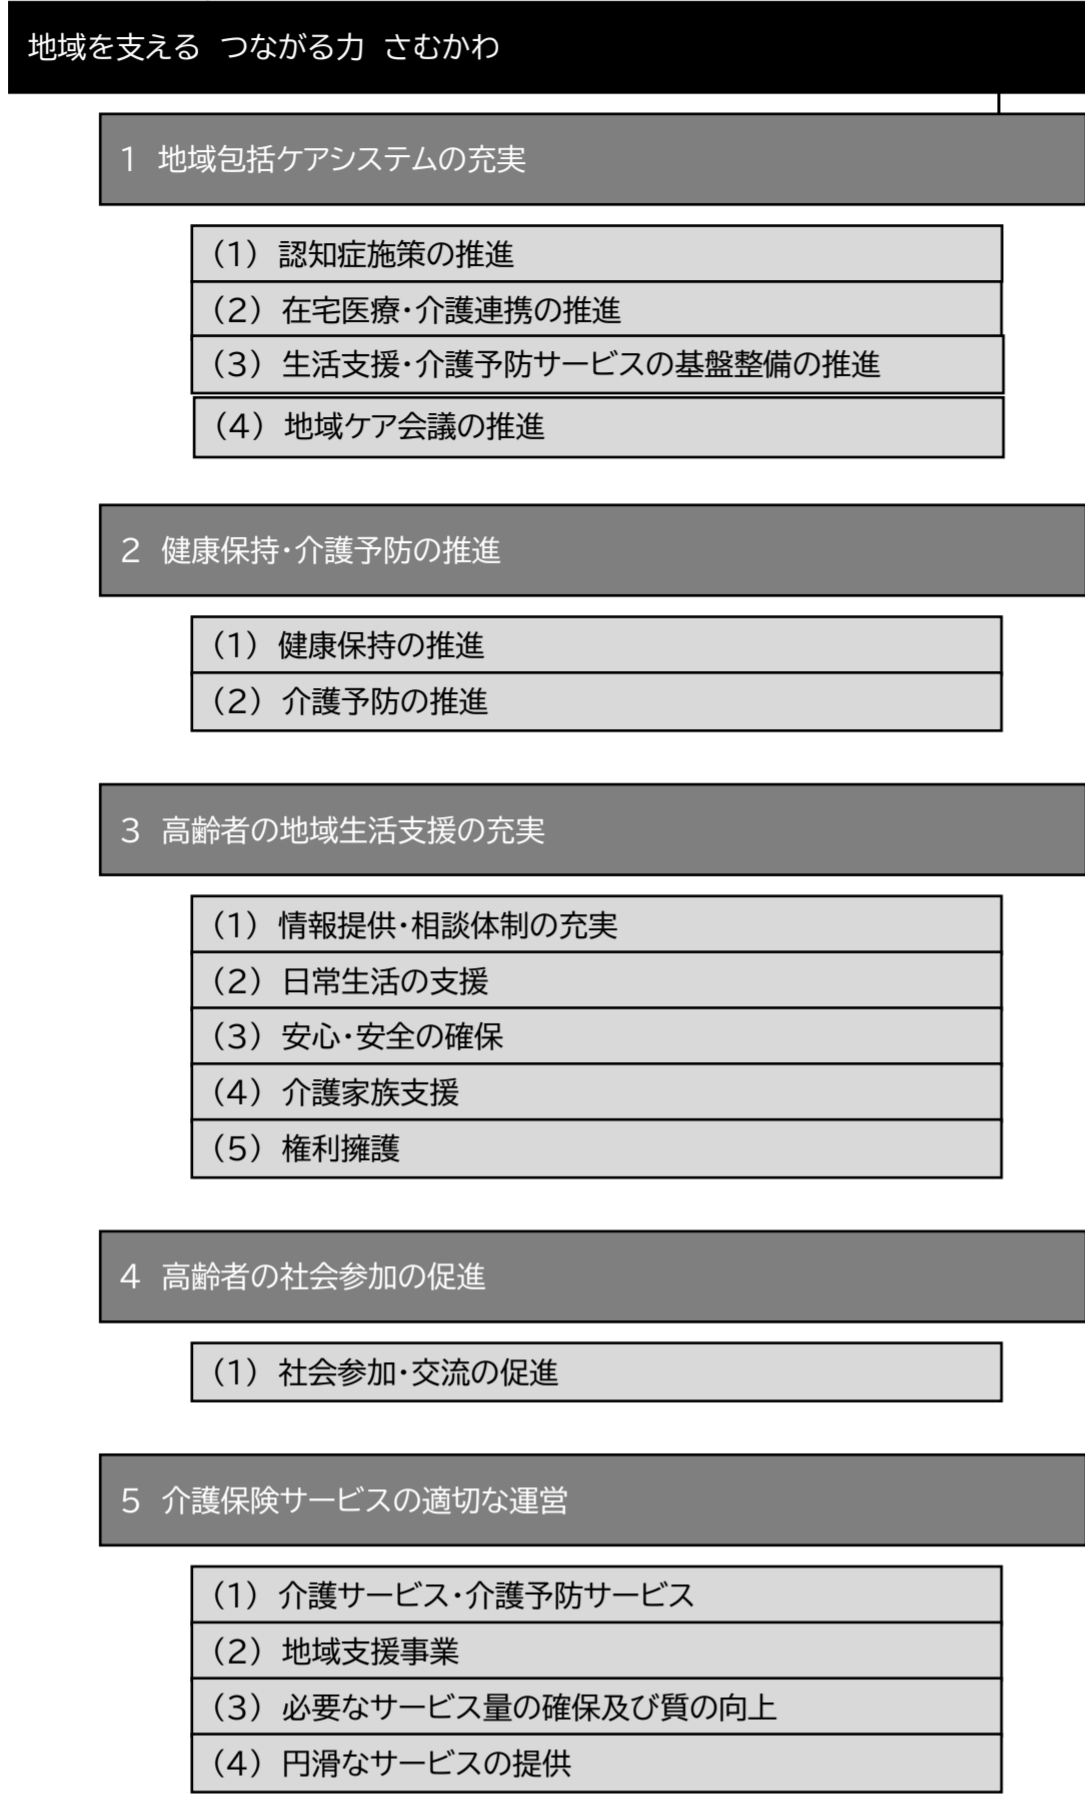 地域を支える　つながる力　さむかわ
1　地域包括ケアシステムの充実
（1）認知症施策の推進
（2）在宅医療・介護連携の推進
（3）生活支援・介護予防サービスの基盤整備の推進
（4）地域ケア会議の推進
2　健康保持・介護予防の推進
（1）健康保持の推進
（2）介護予防の推進
3　高齢者の地域生活支援の充実
（1）情報提供・相談体制の充実
（2）日常生活の支援
（3）安心・安全の確保
（4）介護家族支援
（5）権利擁護
4　高齢者の社会参加の促進
（1）社会参加・交流の促進
5　介護保険サービスの適切な運営
（1）介護サービス・介護予防サービス
（2）地域支援事業
（3）必要なサービス量の確保及び質の向上
（4）円滑なサービスの提供